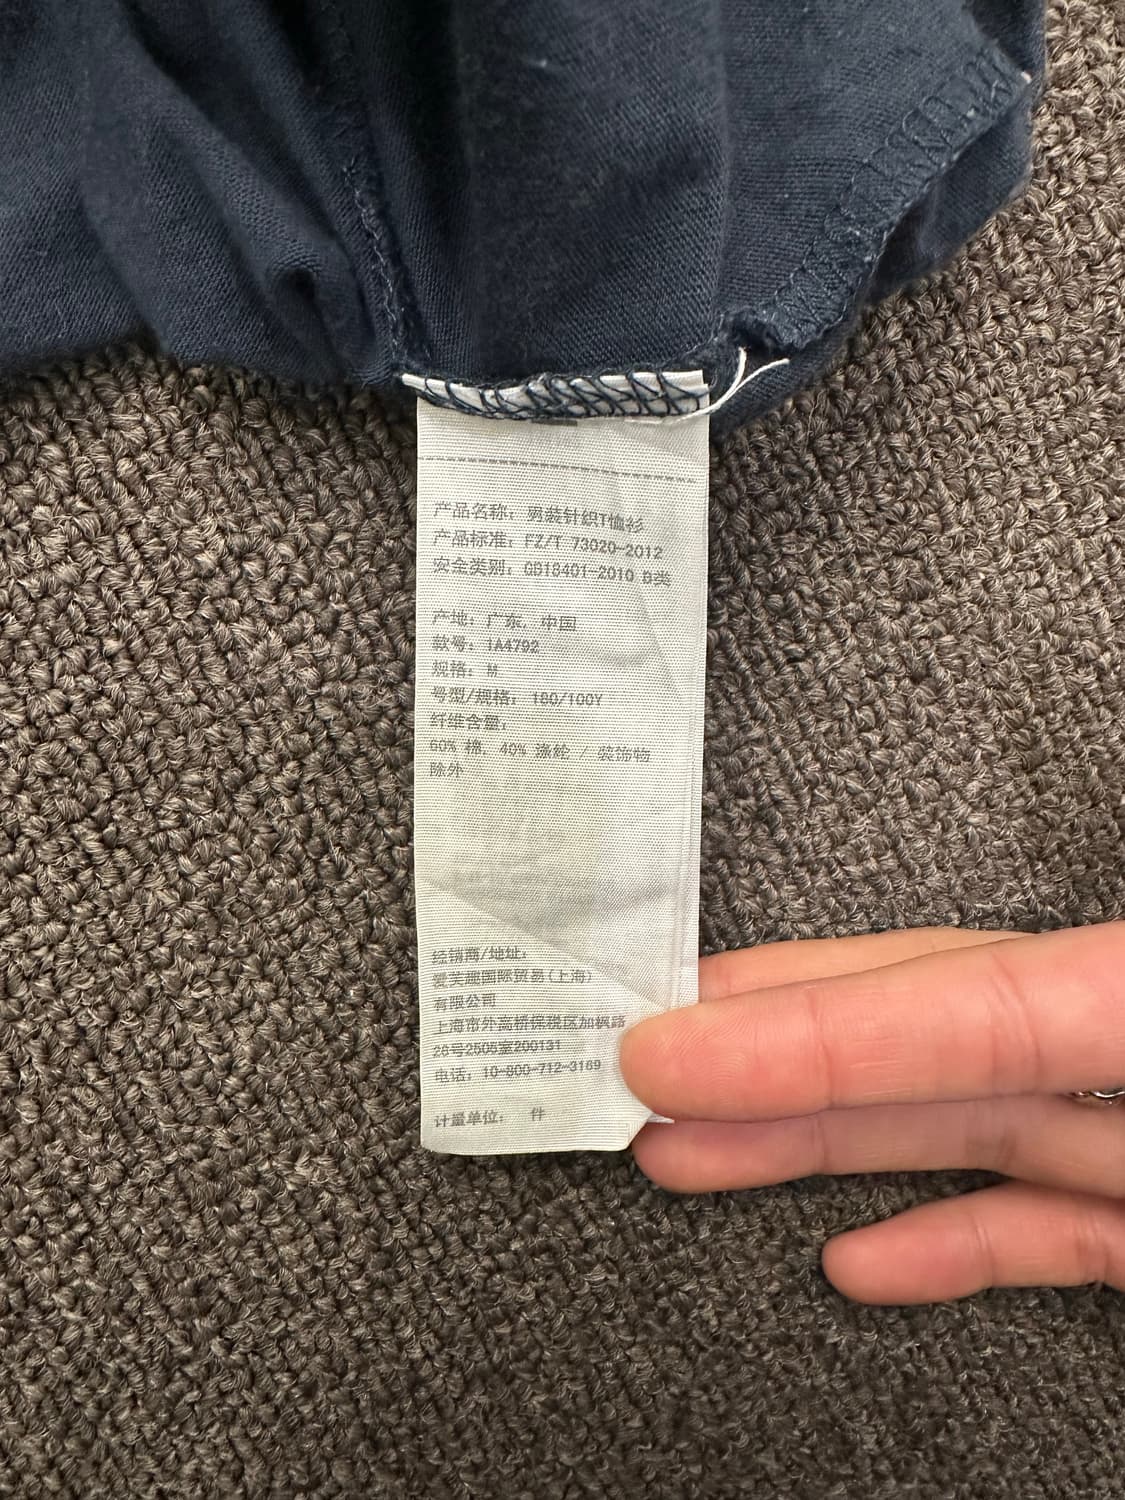 产品名称: 男装针织T恤衫
产品标准: FZ/T 73020-2012
安全类别: GB18401-2010 B类
产地: 广东, 中国
款号: 1A4792
规格: M
号型/规格: 180/100Y
纤维含量:
60% 棉, 40% 涤纶 / 装饰物
除外
经销商/地址:
爱芙趣国际贸易(上海)
有限公司
上海市外高桥保税区加枫路
26号2505室200131
电话: 10-800-712-3169
计量单位: 件